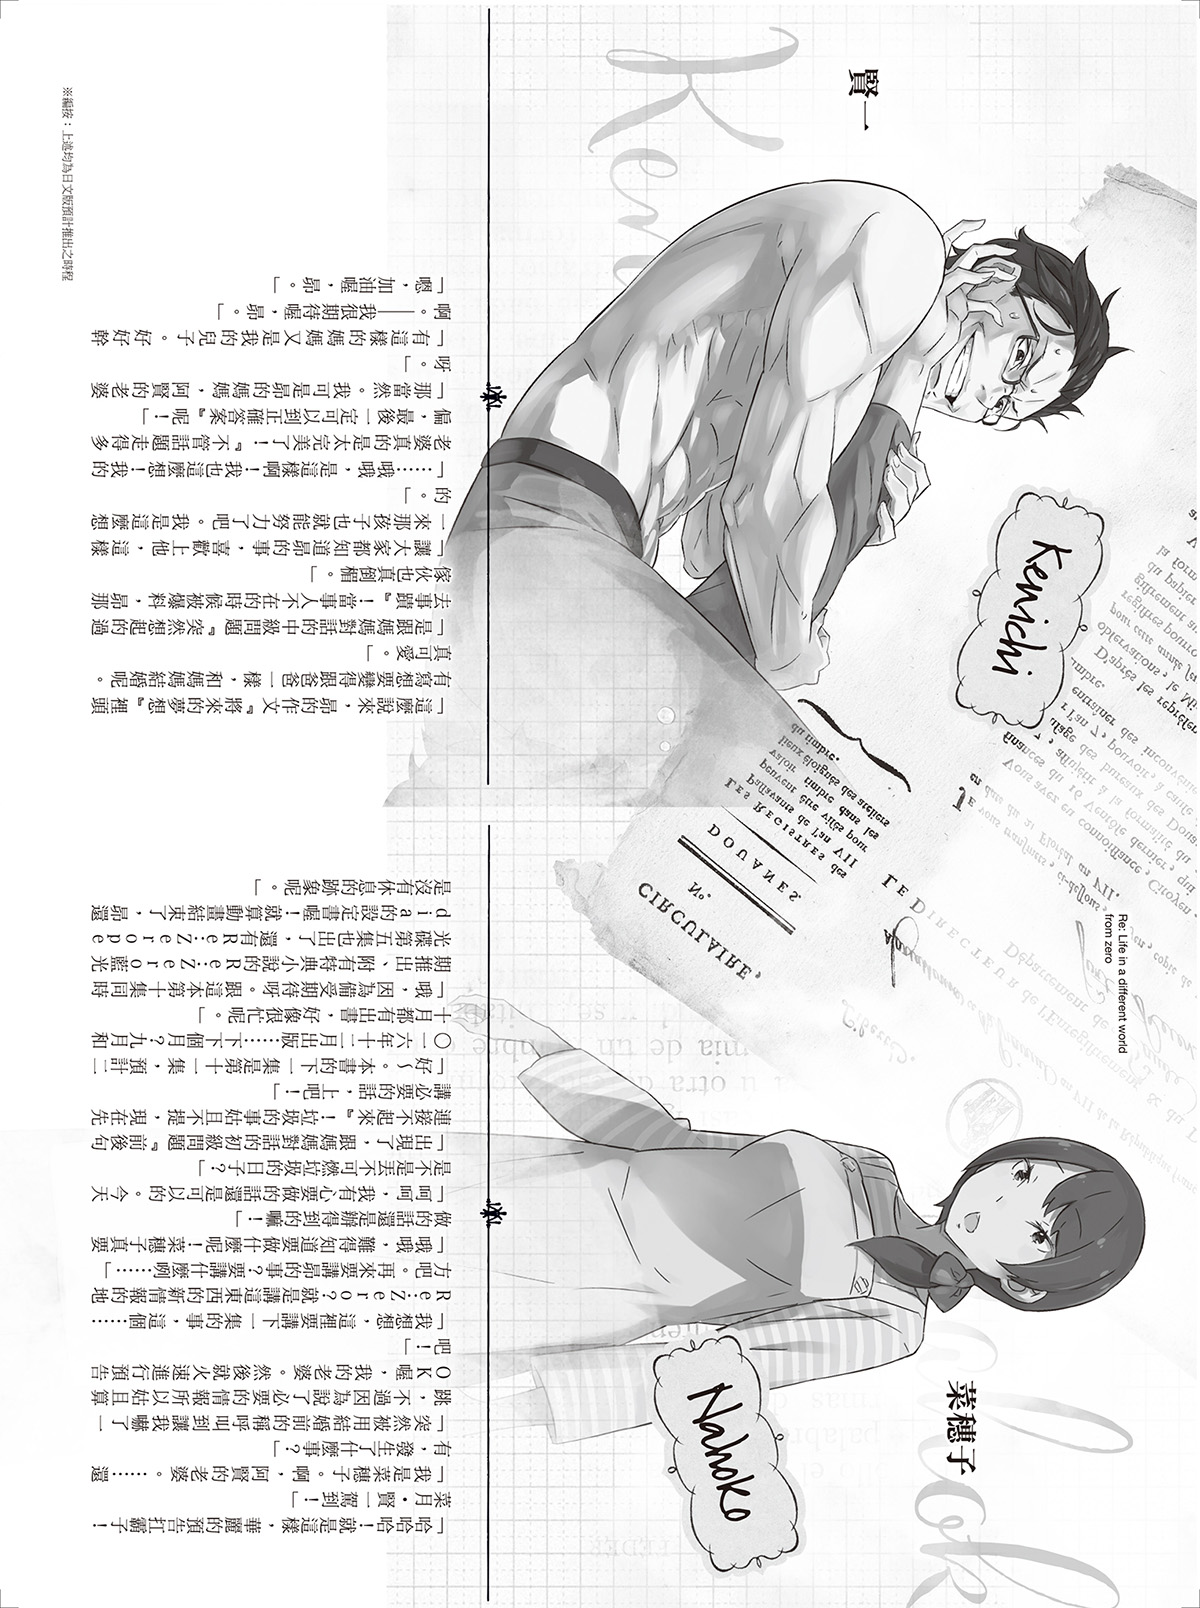 Re: Life in a different world
from zero
菜穗子
Nahoko
Kenichi
賢一
「哈哈哈！就是這樣，華麗的預告扛霸子！
菜月・賢一駕到！」
「我是菜穗子。啊，阿賢的老婆。……還
有，發生了什麼事？」
「突然被用結婚前的稱呼叫到讓我嚇了一
跳，不過因為說了必要的情報所以姑且算
OK喔，我的老婆。然後就火速進行預告
吧！」
「我想想，這裡要講下一集的事，這個……
Re:Zero？就是講這東西的新情報的地
方吧。再來要講昴的事？要講什麼咧……」
「哦哦，難得知道要做什麼呢！菜穗子真要
做的話還是辦得到的嘛！」
「呵呵，我有心要做的話還是可以的。今天
是不是丟不可燃垃圾的日子？」
「出現了，跟媽媽對話的初級問題『前後句
連接不起來』！垃圾的事姑且不提，現在先
講必要的話，上吧！」
「好～。本書的下一集是第十一集，預計二
〇一六年十二月出版……下下個月？九月和
十月都有出書，好像很忙呢。」
「哦，因為備受期待呀。跟這本第十集同時
期推出、附有特典小說的Re:Zero藍光
光碟第五集也出了，還有Re:Zerope
dia的設定書喔！就算動畫結束了，昴還
是沒有休息的跡象呢。」
「這麼說來，昴的作文『將來的夢想』裡頭
有寫想要變得跟爸爸一樣，和媽媽結婚呢。
真可愛。」
「是跟媽媽對話的中級問題『突然想起的過
去事蹟』！當事人不在的時候被爆料，昴那
傢伙也真倒楣。」
「讓大家都知道昴的事，喜歡上他，這樣
一來那孩子也就能努力了吧。我是這麼想
的。」
「……哦哦，是這樣啊！我也這麼想！我的
老婆真的是太完美了！『不管話題走得多
偏，最後一定可以到正確答案』呢！」
「那當然。我可是昴的媽媽，阿賢的老婆
呀。」
「有這樣的媽媽又是我的兒子。好好幹
啊。——我很期待喔，昴。」
「嗯，加油喔，昴。」
※編按：上述均為日文版預計推出之時程